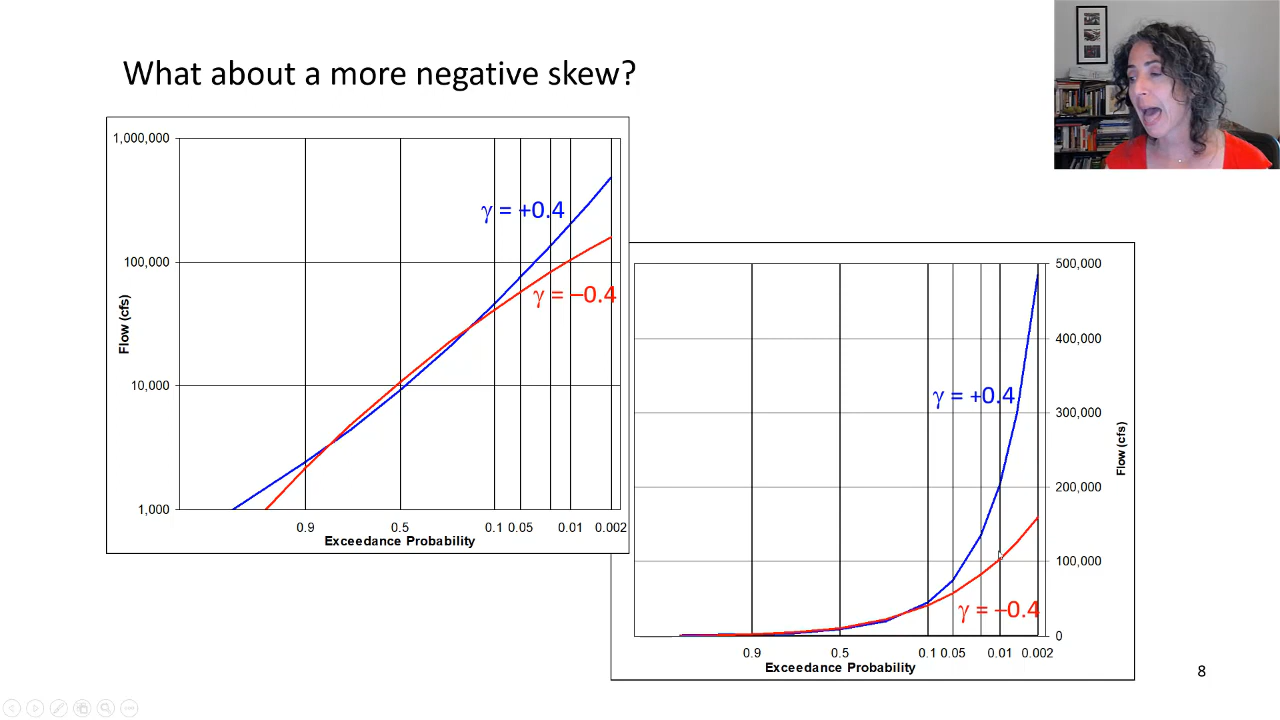 What about a more negative skew?
1,000,000
100,000
10,000
1,000
Flow (cfs)
γ = +0.4
γ = −0.4
0.9 0.5 0.1 0.05 0.01 0.002
Exceedance Probability
500,000
400,000
300,000
200,000
100,000
0
Flow (cfs)
γ = +0.4
γ = −0.4
0.9 0.5 0.1 0.05 0.01 0.002
Exceedance Probability
8